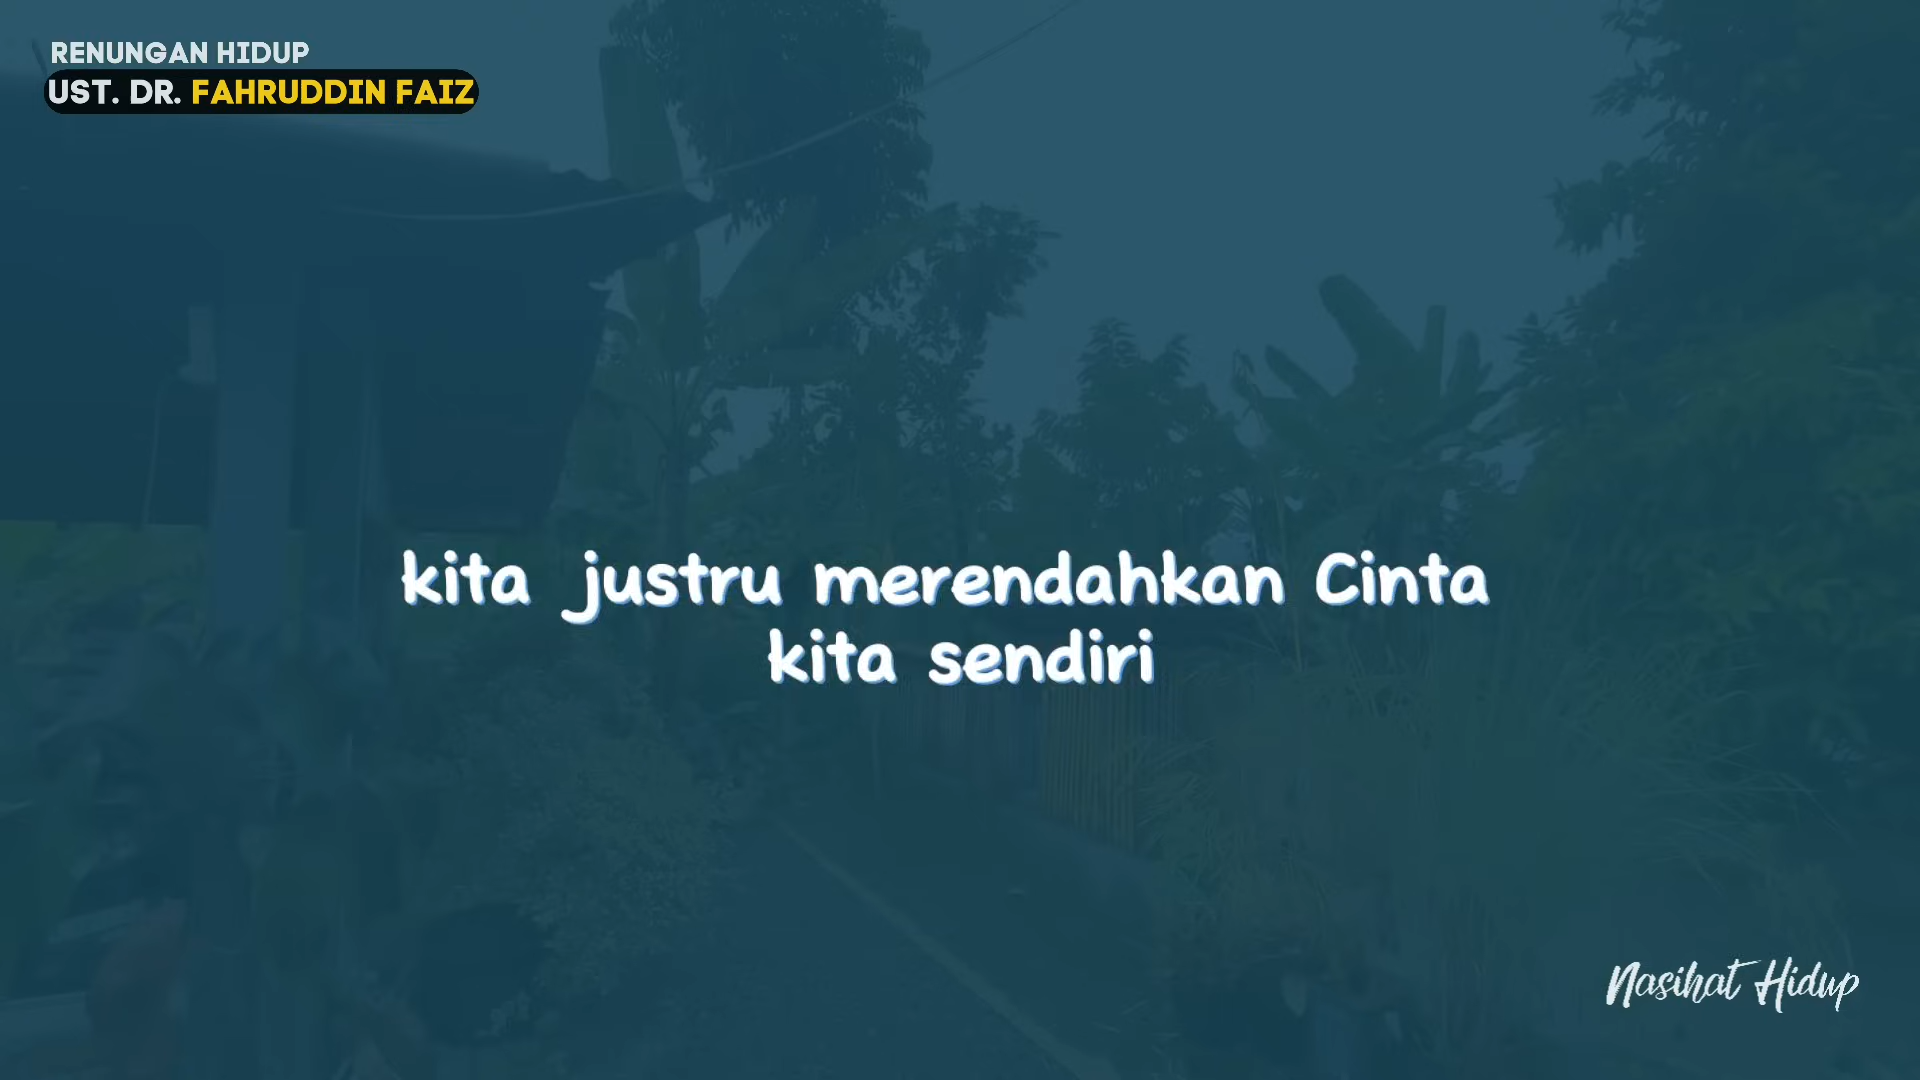 RENUNGAN HIDUP
UST. DR. FAHRUDDIN FAIZ
kita justru merendahkan Cinta
kita sendiri
Nasihat Hidup